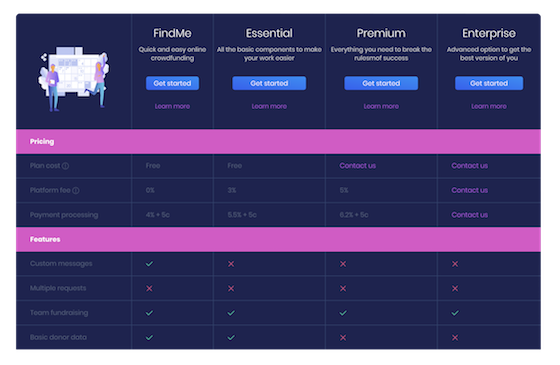 FindMe Essential Premium Enterprise
Quick and easy online All the basic components to make Everything you need to break the Advanced option to get the
crowdfunding your work easier rulesmof success best version of you
Get started Get started Get started Get started
Learn more Learn more Learn more Learn more
Pricing
Plan cost Free Free Contact us Contact us
Platform fee 0% 3% 5% Contact us
Payment processing 4% + 5c 5.5% + 5c 6.2% + 5c Contact us
Features
Custom messages
Multiple requests
Team fundraising
Basic donor data